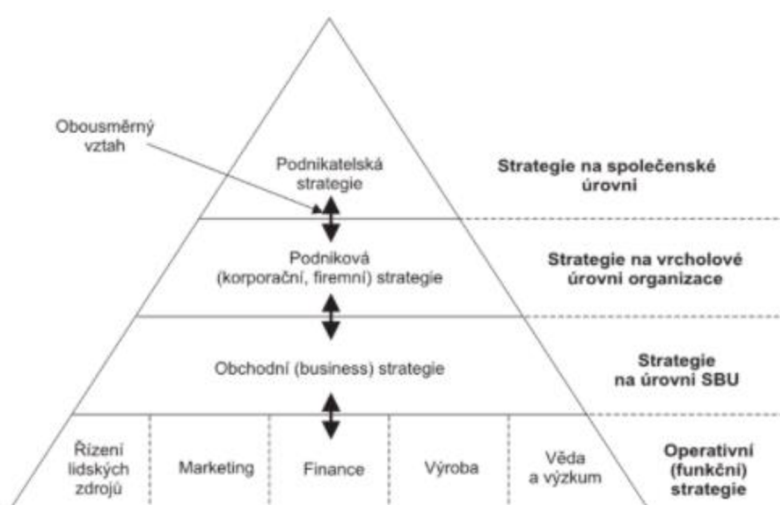 Obousměrný
vztah
Podnikatelská
strategie
Strategie na společenské
úrovni
Podniková
(korporační, firemní) strategie
Strategie na vrcholové
úrovni organizace
Obchodní (business) strategie
Strategie
na úrovni SBU
Řízení
lidských
zdrojů
Marketing
Finance
Výroba
Věda
a výzkum
Operativní
(funkční)
strategie